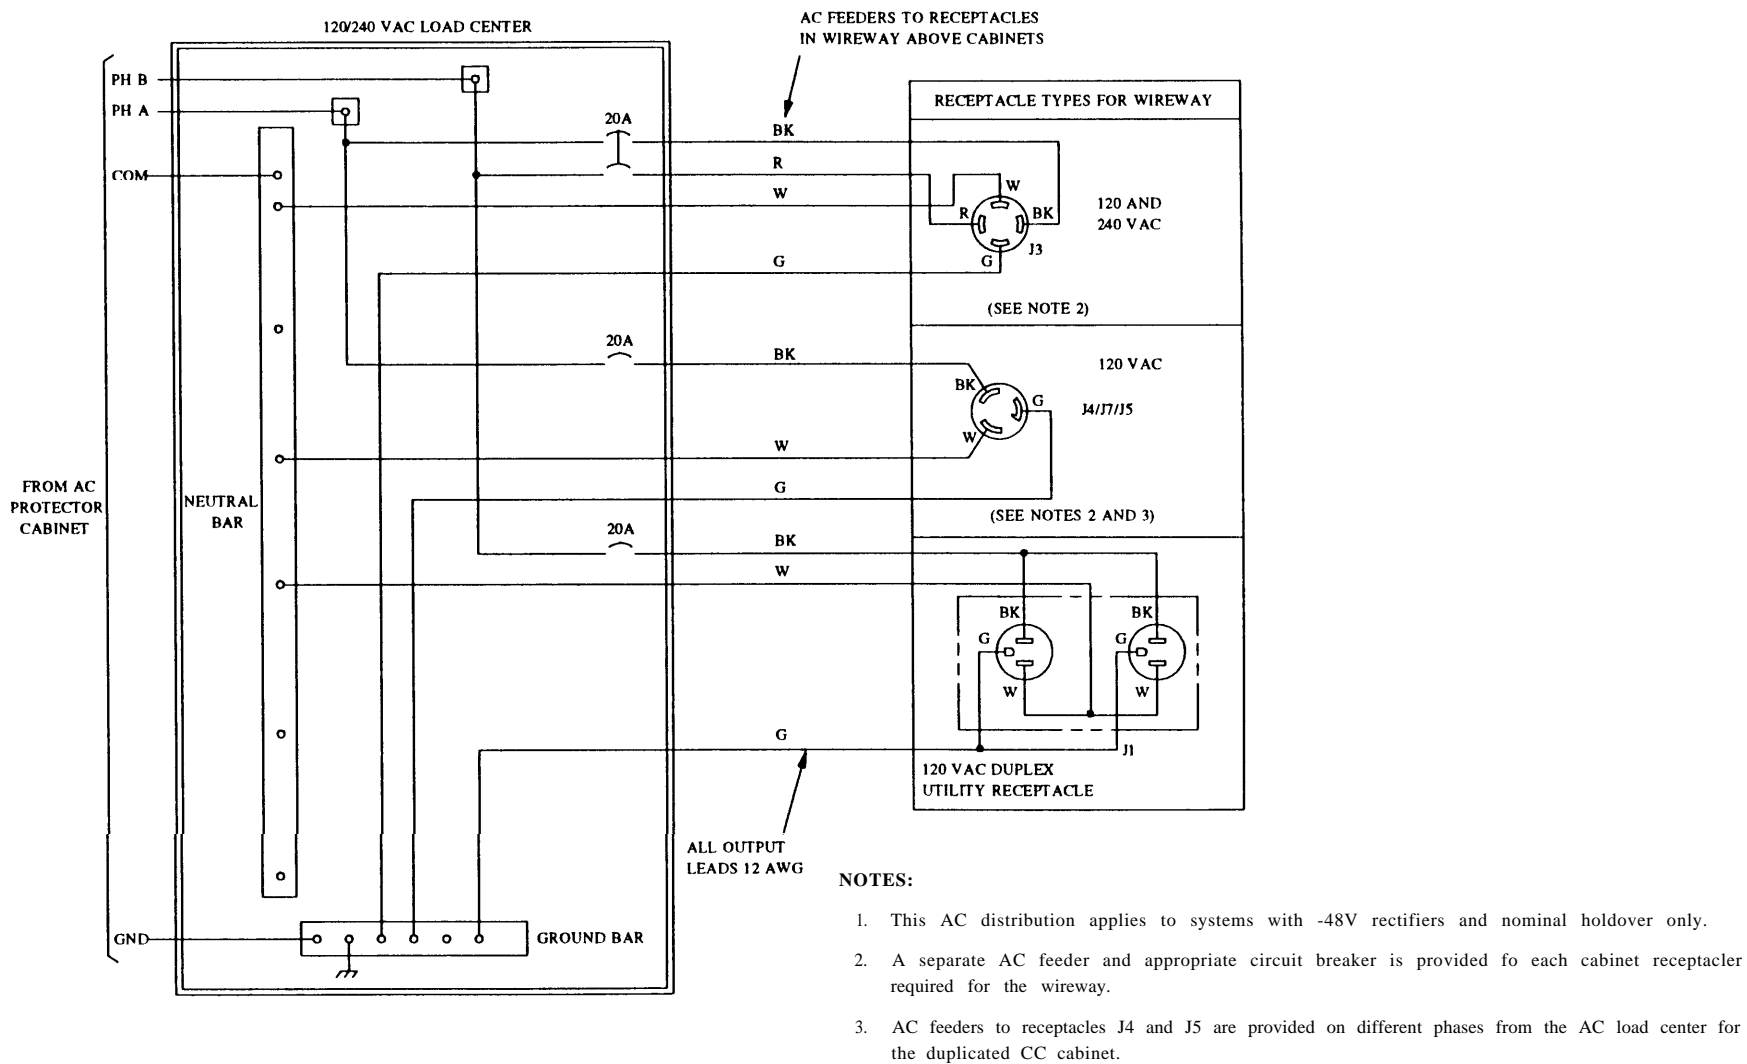 120/240 VAC LOAD CENTER
AC FEEDERS TO RECEPTACLES
IN WIREWAY ABOVE CABINETS
PH B
PH A
COM
20A
BK
R
W
G
RECEPTACLE TYPES FOR WIREWAY
W
R
BK
J3
G
120 AND
240 VAC
(SEE NOTE 2)
20A
BK
W
G
120 VAC
BK
G
J4/J7/J5
W
(SEE NOTES 2 AND 3)
FROM AC
PROTECTOR
CABINET
NEUTRAL
BAR
20A
BK
W
BK
BK
G
G
W
W
G
J1
120 VAC DUPLEX
UTILITY RECEPTACLE
ALL OUTPUT
LEADS 12 AWG
GND
GROUND BAR
NOTES:
1. This AC distribution applies to systems with -48V rectifiers and nominal holdover only.
2. A separate AC feeder and appropriate circuit breaker is provided fo each cabinet receptacler
required for the wireway.
3. AC feeders to receptacles J4 and J5 are provided on different phases from the AC load center for
the duplicated CC cabinet.